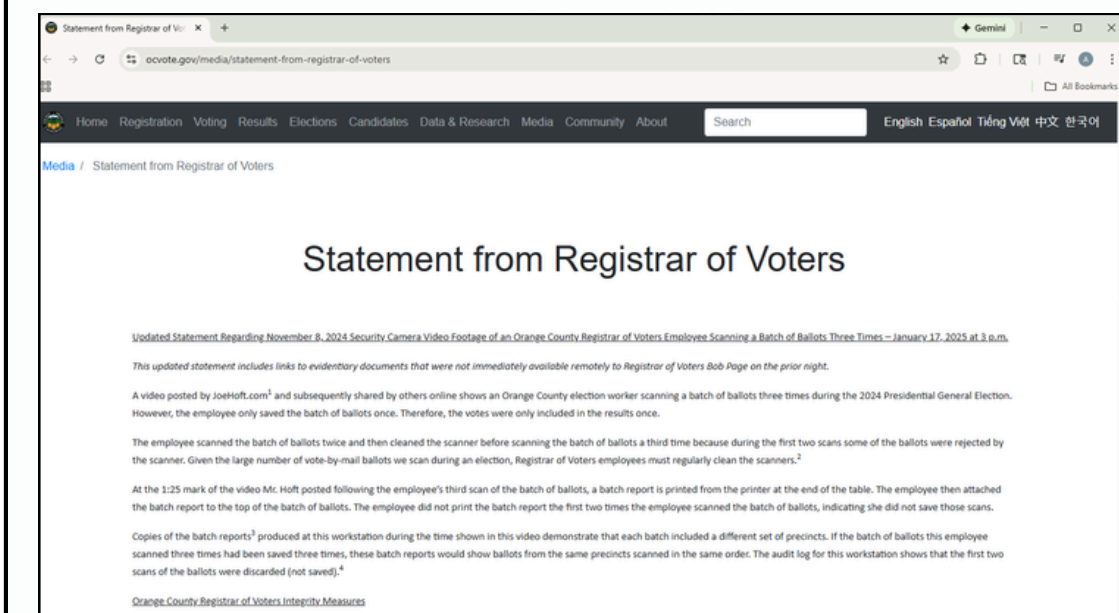 Statement from Registrar of Vo
Gemini
ocvote.gov/media/statement-from-registrar-of-voters
All Bookmarks
Home Registration Voting Results Elections Candidates Data & Research Media Community About Search English Español Tiếng Việt 中文 한국어
Media / Statement from Registrar of Voters
Statement from Registrar of Voters
Updated Statement Regarding November 8, 2024 Security Camera Video Footage of an Orange County Registrar of Voters Employee Scanning a Batch of Ballots Three Times – January 17, 2025 at 3 p.m.
This updated statement includes links to evidentiary documents that were not immediately available remotely to Registrar of Voters Bob Page on the prior night.
A video posted by JoeHoft.com¹ and subsequently shared by others online shows an Orange County election worker scanning a batch of ballots three times during the 2024 Presidential General Election.
However, the employee only saved the batch of ballots once. Therefore, the votes were only included in the results once.
The employee scanned the batch of ballots twice and then cleaned the scanner before scanning the batch of ballots a third time because during the first two scans some of the ballots were rejected by
the scanner. Given the large number of vote-by-mail ballots we scan during an election, Registrar of Voters employees must regularly clean the scanners.²
At the 1:25 mark of the video Mr. Hoft posted following the employee's third scan of the batch of ballots, a batch report is printed from the printer at the end of the table. The employee then attached
the batch report to the top of the batch of ballots. The employee did not print the batch report the first two times the employee scanned the batch of ballots, indicating she did not save those scans.
Copies of the batch reports³ produced at this workstation during the time shown in this video demonstrate that each batch included a different set of precincts. If the batch of ballots this employee
scanned three times had been saved three times, these batch reports would show ballots from the same precincts scanned in the same order. The audit log for this workstation shows that the first two
scans of the ballots were discarded (not saved).⁴
Orange County Registrar of Voters Integrity Measures